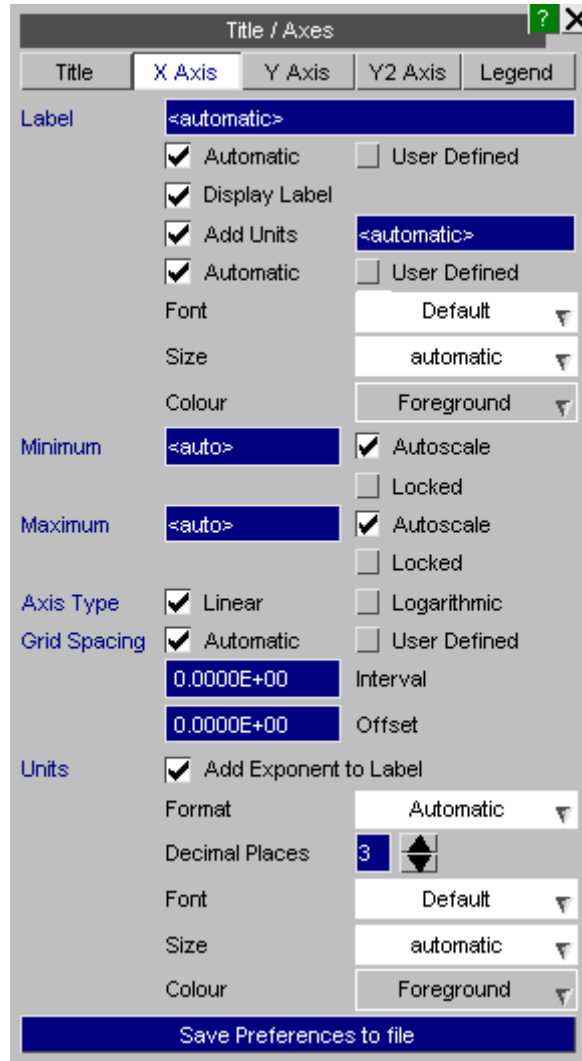 Title / Axes ? X
Title X Axis Y Axis Y2 Axis Legend
Label <automatic>
Automatic User Defined
Display Label
Add Units <automatic>
Automatic User Defined
Font Default
Size automatic
Colour Foreground
Minimum <auto> Autoscale
Locked
Maximum <auto> Autoscale
Locked
Axis Type Linear Logarithmic
Grid Spacing Automatic User Defined
0.0000E+00 Interval
0.0000E+00 Offset
Units Add Exponent to Label
Format Automatic
Decimal Places 3
Font Default
Size automatic
Colour Foreground
Save Preferences to file